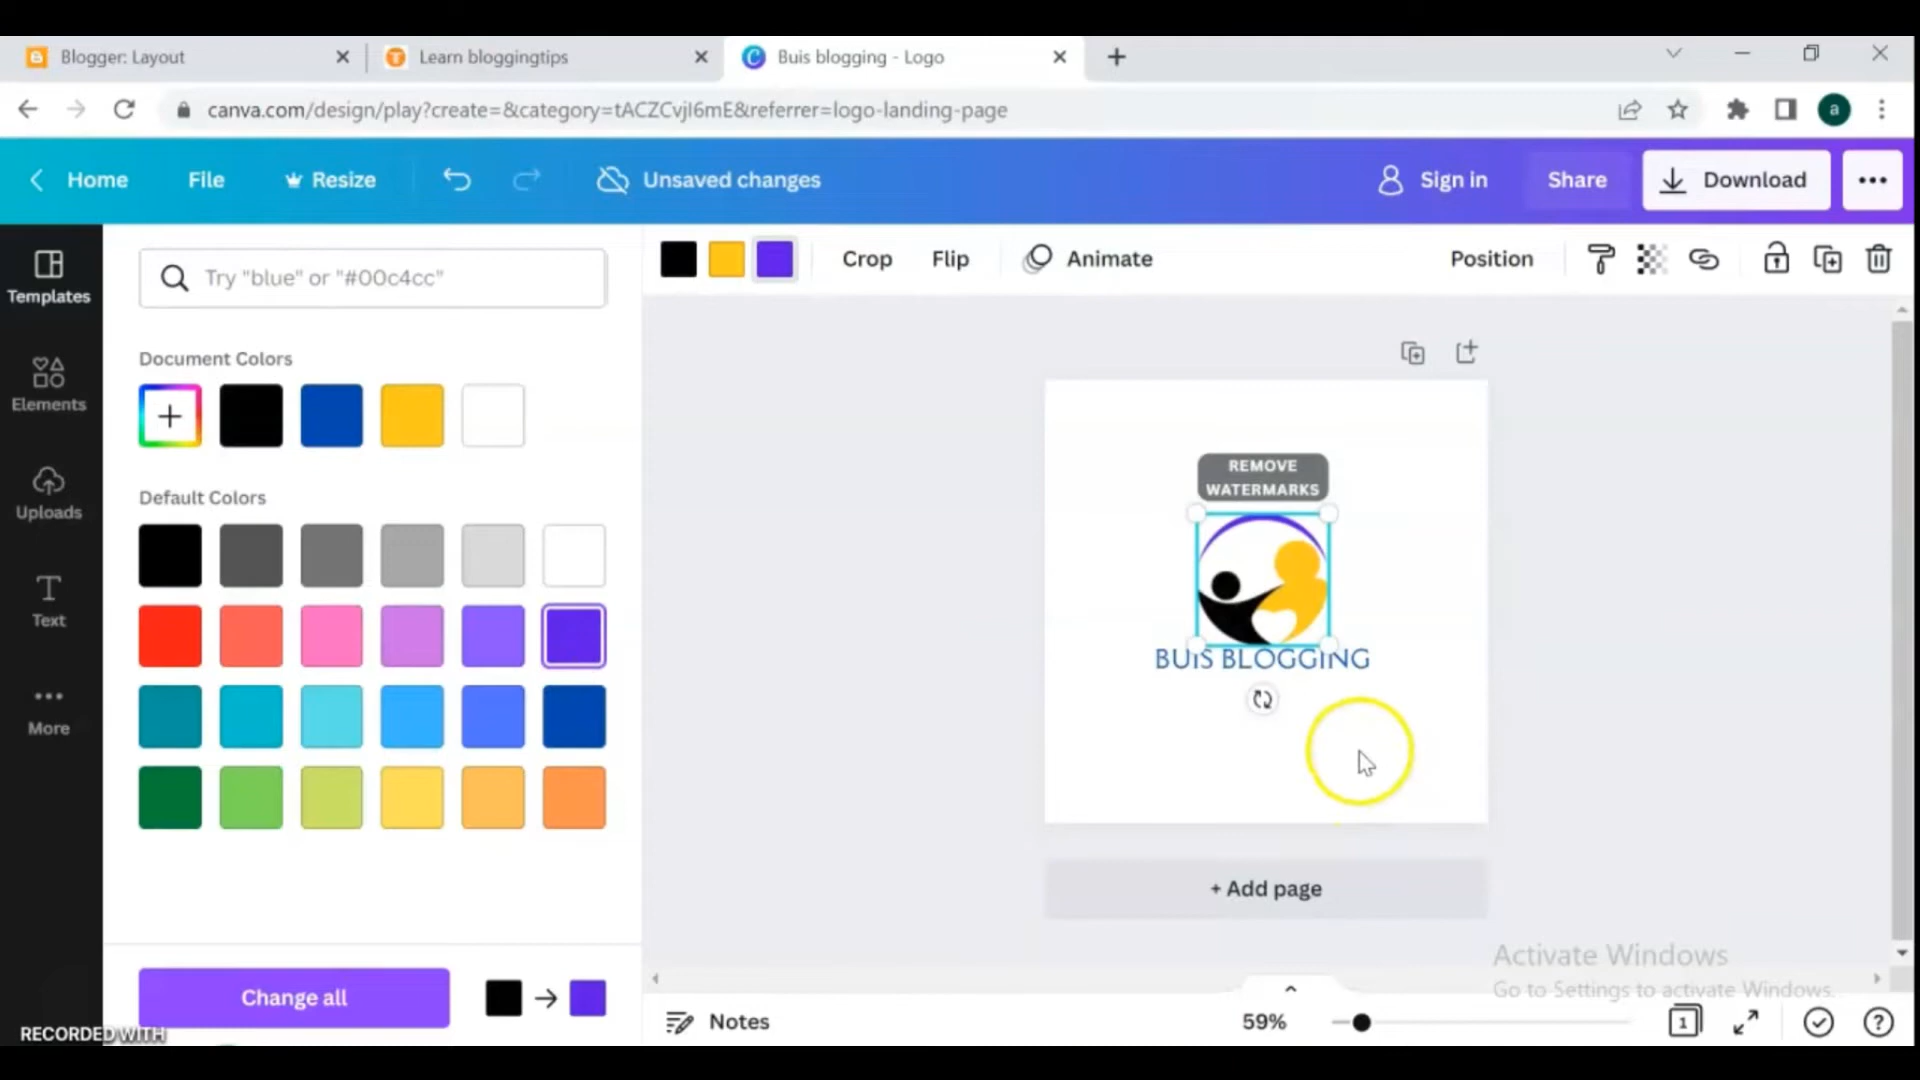 Blogger: Layout
Learn bloggingtips
Buis blogging - Logo
canva.com/design/play?create=&category=tACZCvjI6mE&referrer=logo-landing-page
a
Home
File
Resize
Unsaved changes
Sign in
Share
Download
Templates
Elements
Uploads
Text
More
Try "blue" or "#00c4cc"
Document Colors
Default Colors
Change all
Crop
Flip
Animate
Position
REMOVE
WATERMARKS
BUIS BLOGGING
+ Add page
Activate Windows
Go to Settings to activate Windows.
Notes
59%
1
RECORDED WITH